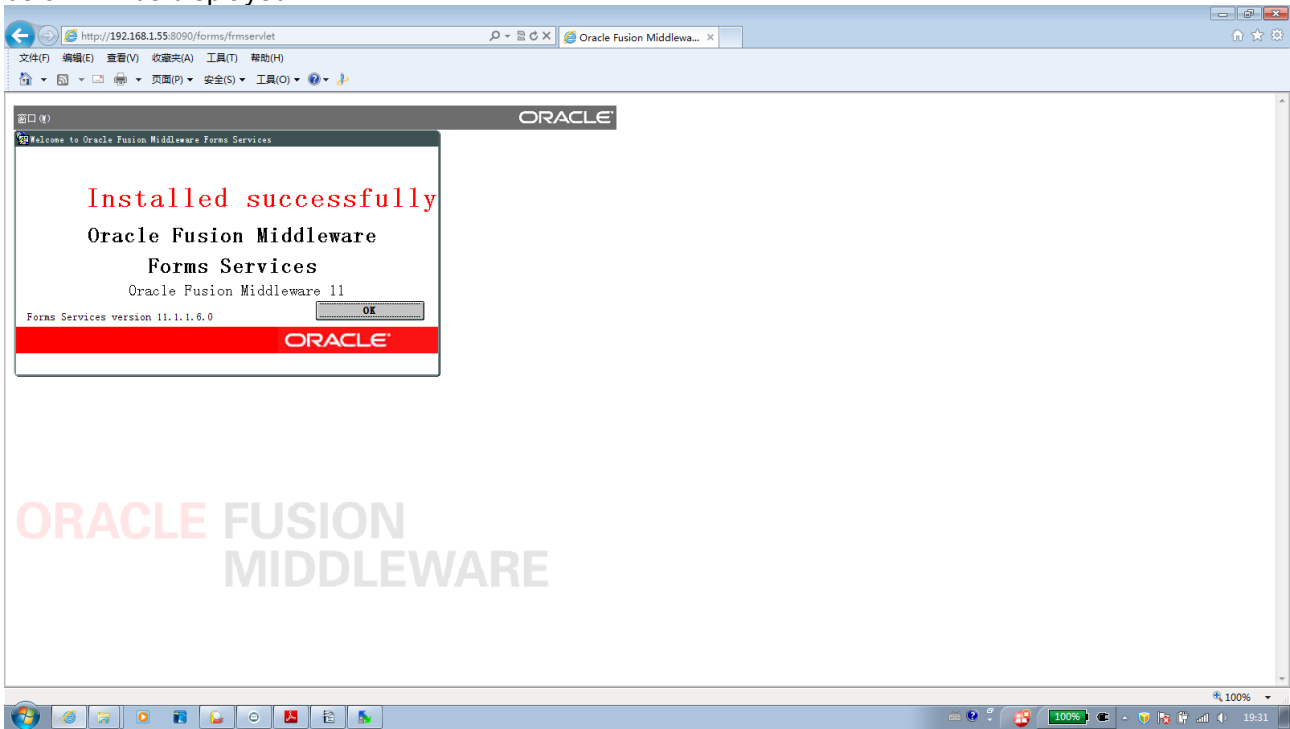 http://192.168.1.55:8090/forms/frmservlet
Oracle Fusion Middlewa...
文件(F) 编辑(E) 查看(V) 收藏夹(A) 工具(T) 帮助(H)
页面(P) 安全(S) 工具(O)
窗口(W)
ORACLE
Welcome to Oracle Fusion Middleware Forms Services
Installed successfully
Oracle Fusion Middleware
Forms Services
Oracle Fusion Middleware 11
OK
Forms Services version 11.1.1.6.0
ORACLE
ORACLE FUSION
MIDDLEWARE
100%
100%
19:31